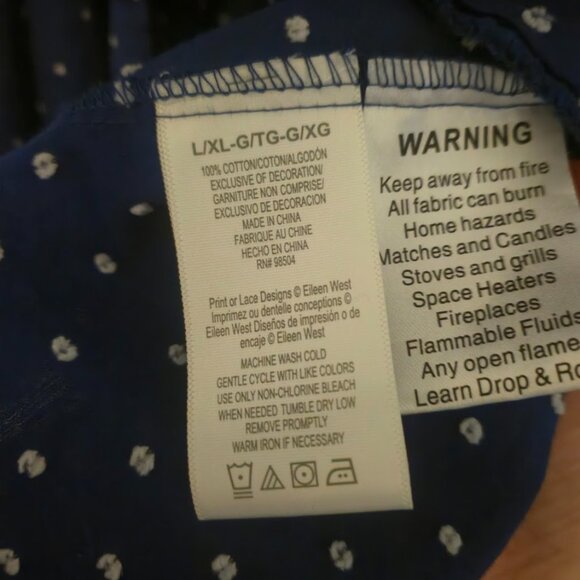 L/XL-G/TG-G/XG
100% COTTON/COTON/ALGODÓN
EXCLUSIVE OF DECORATION/
GARNITURE NON COMPRISE/
EXCLUSIVO DE DECORACION
MADE IN CHINA
FABRIQUE AU CHINE
HECHO EN CHINA
RN# 98504
Print or Lace Designs © Eileen West
Imprimez ou dentelle conceptions ©
Eileen West Diseños de impresión o de
encaje © Eileen West
MACHINE WASH COLD
GENTLE CYCLE WITH LIKE COLORS
USE ONLY NON-CHLORINE BLEACH
WHEN NEEDED TUMBLE DRY LOW
REMOVE PROMPTLY
WARM IRON IF NECESSARY
WARNING
Keep away from fire
All fabric can burn
Home hazards
Matches and Candles
Stoves and grills
Space Heaters
Fireplaces
Flammable Fluids
Any open flame
Learn Drop & Ro